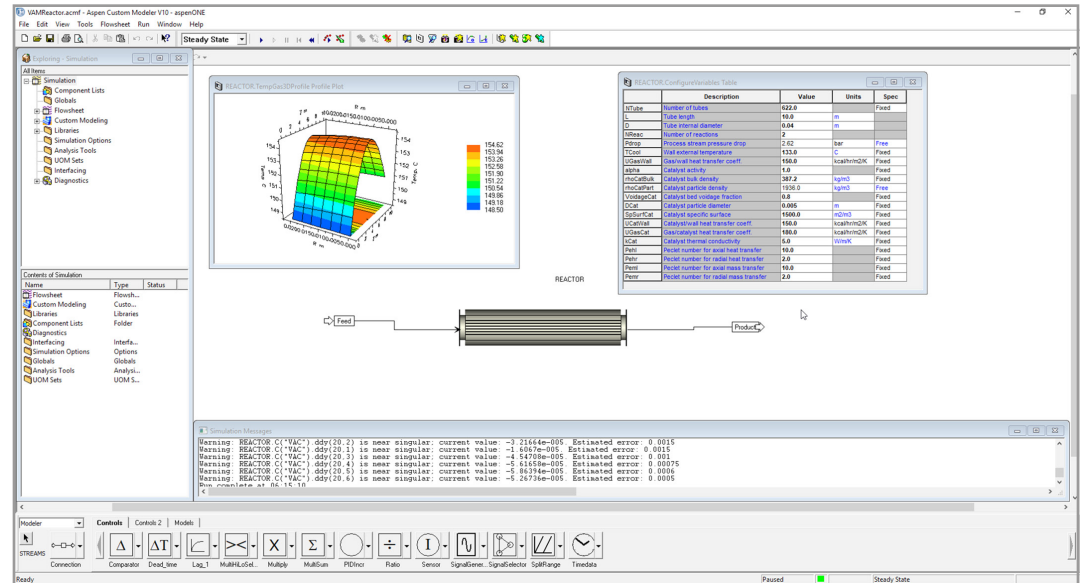 VAMReactor.acmf - Aspen Custom Modeler V10 - aspenONE
File Edit View Tools Flowsheet Run Window Help
Steady State
Exploring - Simulation
All Items
Simulation
Component Lists
Globals
Flowsheet
Custom Modeling
Libraries
Simulation Options
Analysis Tools
UOM Sets
Interfacing
Diagnostics
Contents of Simulation
Name Type Status
Flowsheet Flowsh...
Custom Modeling Custo...
Libraries Libraries
Component Lists Folder
Diagnostics
Interfacing Interfa...
Simulation Options Options
Globals Globals
Analysis Tools Analysi...
UOM Sets UOM S...
REACTOR.TempGas3DProfile Profile Plot
R m
154.62
153.94
153.26
152.58
151.90
151.22
150.54
149.86
149.18
148.50
Temp. C
R m
REACTOR.ConfigureVariables Table
Description Value Units Spec
NTube Number of tubes 622.0 Fixed
L Tube length 10.0 m
D Tube internal diameter 0.04 m
NReac Number of reactions 2
Pdrop Process stream pressure drop 2.62 bar Free
TCool Wall external temperature 133.0 C Fixed
UGasWall Gas/wall heat transfer coeff. 150.0 kcal/hr/m2/K Fixed
alpha Catalyst activity 1.0 Fixed
rhoCatBulk Catalyst bulk density 387.2 kg/m3 Fixed
rhoCatPart Catalyst particle density 1936.0 kg/m3 Free
VoidageCat Catalyst bed voidage fraction 0.8 Fixed
DCat Catalyst particle diameter 0.005 m Fixed
SpSurfCat Catalyst specific surface 1500.0 m2/m3 Fixed
UCatWall Catalyst/wall heat transfer coeff. 150.0 kcal/hr/m2/K Fixed
UGasCat Gas/catalyst heat transfer coeff. 180.0 kcal/hr/m2/K Fixed
kCat Catalyst thermal conductivity 5.0 W/m/K Fixed
Pehl Peclet number for axial heat transfer 10.0 Fixed
Pehr Peclet number for radial heat transfer 2.0 Fixed
Peml Peclet number for axial mass transfer 10.0 Fixed
Pemr Peclet number for radial mass transfer 2.0 Fixed
REACTOR
Feed
Product
Simulation Messages
Warning: REACTOR.C("VAC").ddy(20.2) is near singular; current value: -3.21664e-005. Estimated error: 0.0015
Warning: REACTOR.C("VAC").ddy(20.1) is near singular; current value: -1.6067e-005. Estimated error: 0.0015
Warning: REACTOR.C("VAC").ddy(20.3) is near singular; current value: -4.54708e-005. Estimated error: 0.001
Warning: REACTOR.C("VAC").ddy(20.4) is near singular; current value: -5.61658e-005. Estimated error: 0.00075
Warning: REACTOR.C("VAC").ddy(20.5) is near singular; current value: -5.86394e-005. Estimated error: 0.0006
Warning: REACTOR.C("VAC").ddy(20.6) is near singular; current value: -5.26736e-005. Estimated error: 0.0005
Run complete at 06:15:10
Modeler
Controls Controls 2 Models
STREAMS
Δ ΔT >< X Σ ÷ I
Connection Comparator Dead_time Lag_1 MultiHiLoSel... Multiply MultiSum PIDIncr Ratio Sensor SignalGener... SignalSelector SplitRange Timedata
Ready Paused Steady State